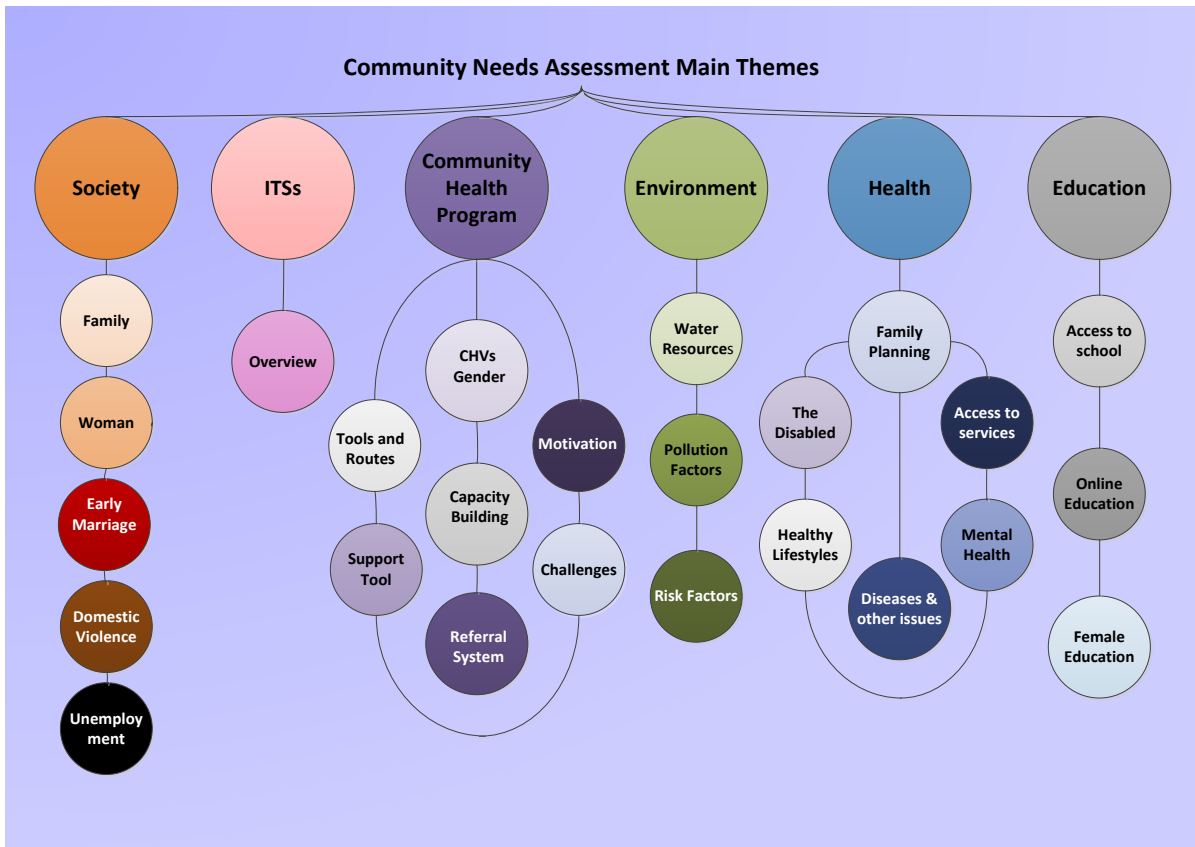 Community Needs Assessment Main Themes
Society
ITSs
Community
Health
Program
Environment
Health
Education
Family
Woman
Early
Marriage
Domestic
Violence
Unemploy
ment
Overview
Tools and
Routes
Support
Tool
CHVs
Gender
Capacity
Building
Referral
System
Motivation
Challenges
Water
Resources
Pollution
Factors
Risk Factors
Family
Planning
The
Disabled
Healthy
Lifestyles
Diseases &
other issues
Access to
services
Mental
Health
Access to
school
Online
Education
Female
Education